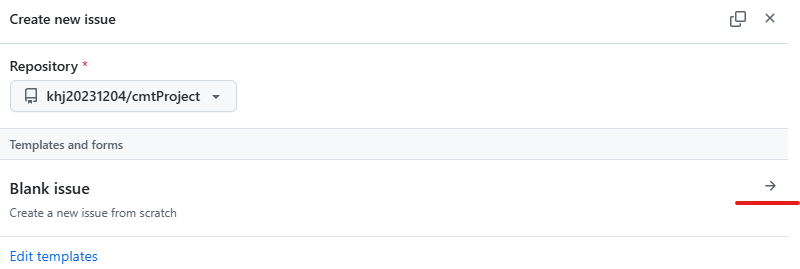 Create new issue
Repository *
khj20231204/cmtProject
Templates and forms
Blank issue
Create a new issue from scratch
Edit templates